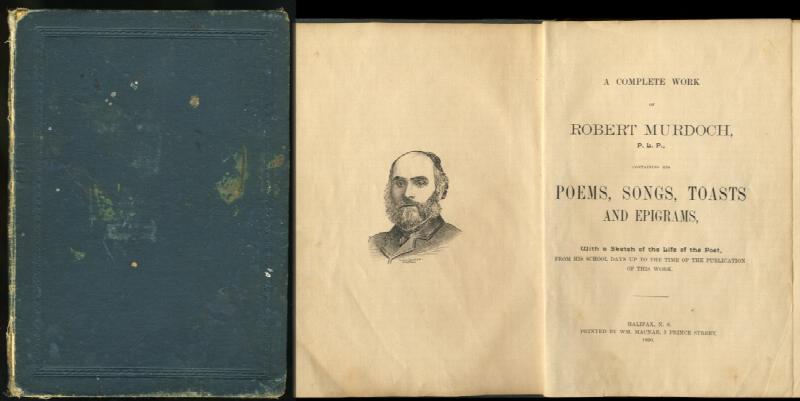 A COMPLETE WORK
OF
ROBERT MURDOCH,
P. L. P.,
CONTAINING HIS
POEMS, SONGS, TOASTS
AND EPIGRAMS,
With a Sketch of the Life of the Poet,
FROM HIS SCHOOL DAYS UP TO THE TIME OF THE PUBLICATION
OF THIS WORK.
HALIFAX, N. S.
PRINTED BY WM. MACNAB, 3 PRINCE STREET,
1890.